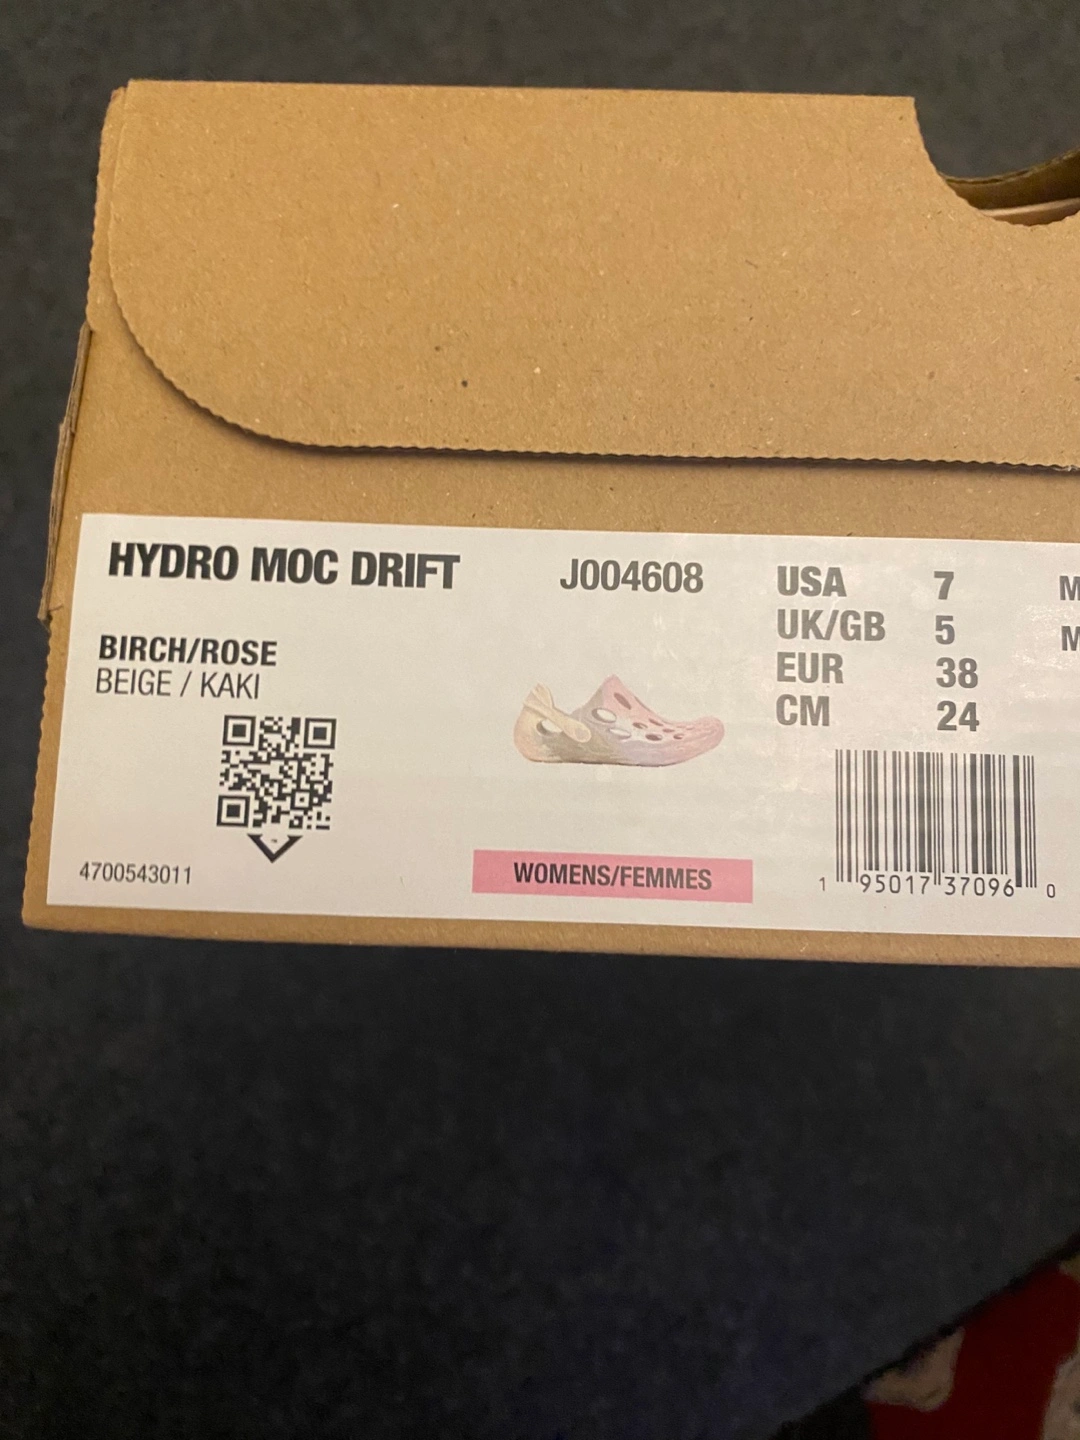 HYDRO MOC DRIFT
J004608
BIRCH/ROSE
BEIGE / KAKI
4700543011
WOMENS/FEMMES
USA 7 M
UK/GB 5 M
EUR 38
CM 24
1 95017 37096 0